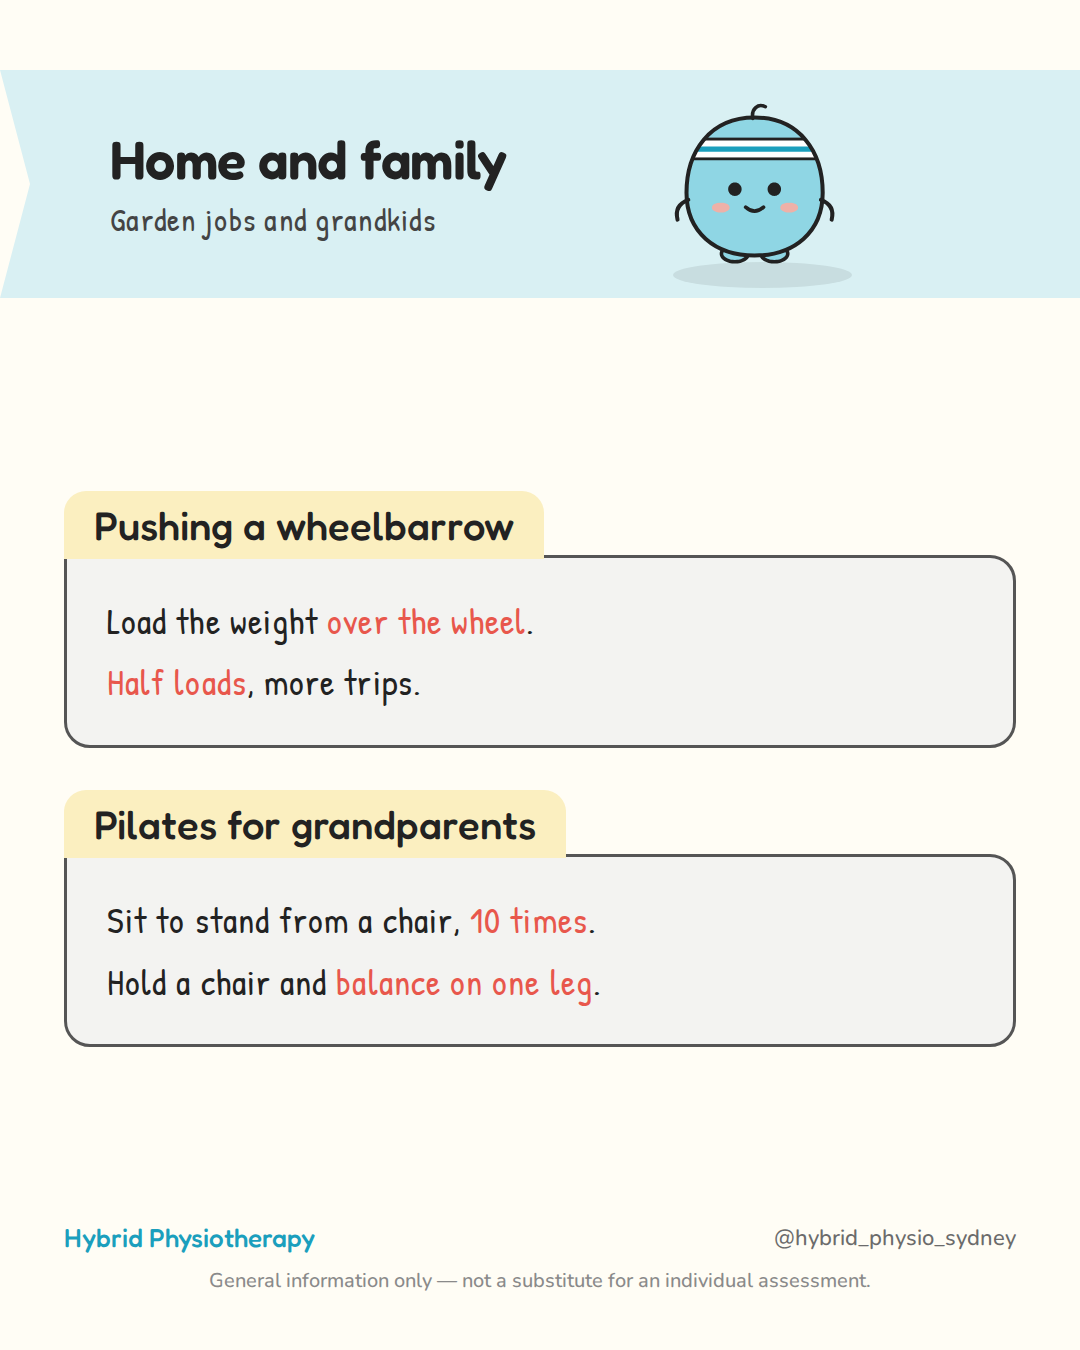 Home and family
Garden jobs and grandkids
Pushing a wheelbarrow
Load the weight over the wheel.
Half loads, more trips.
Pilates for grandparents
Sit to stand from a chair, 10 times.
Hold a chair and balance on one leg.
Hybrid Physiotherapy
@hybrid_physio_sydney
General information only — not a substitute for an individual assessment.